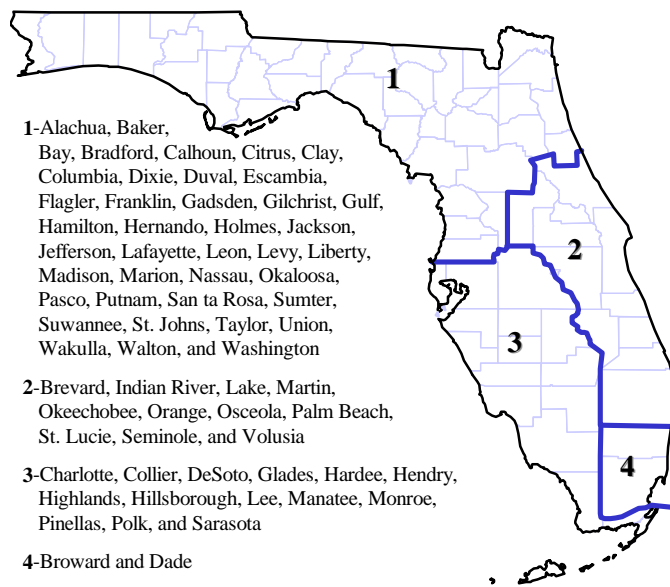 1
1-Alachua, Baker,
Bay, Bradford, Calhoun, Citrus, Clay,
Columbia, Dixie, Duval, Escambia,
Flagler, Franklin, Gadsden, Gilchrist, Gulf,
Hamilton, Hernando, Holmes, Jackson,
Jefferson, Lafayette, Leon, Levy, Liberty,
Madison, Marion, Nassau, Okaloosa,
Pasco, Putnam, San ta Rosa, Sumter,
Suwannee, St. Johns, Taylor, Union,
Wakulla, Walton, and Washington
2
3
2-Brevard, Indian River, Lake, Martin,
Okeechobee, Orange, Osceola, Palm Beach,
St. Lucie, Seminole, and Volusia
4
3-Charlotte, Collier, DeSoto, Glades, Hardee, Hendry,
Highlands, Hillsborough, Lee, Manatee, Monroe,
Pinellas, Polk, and Sarasota
4-Broward and Dade